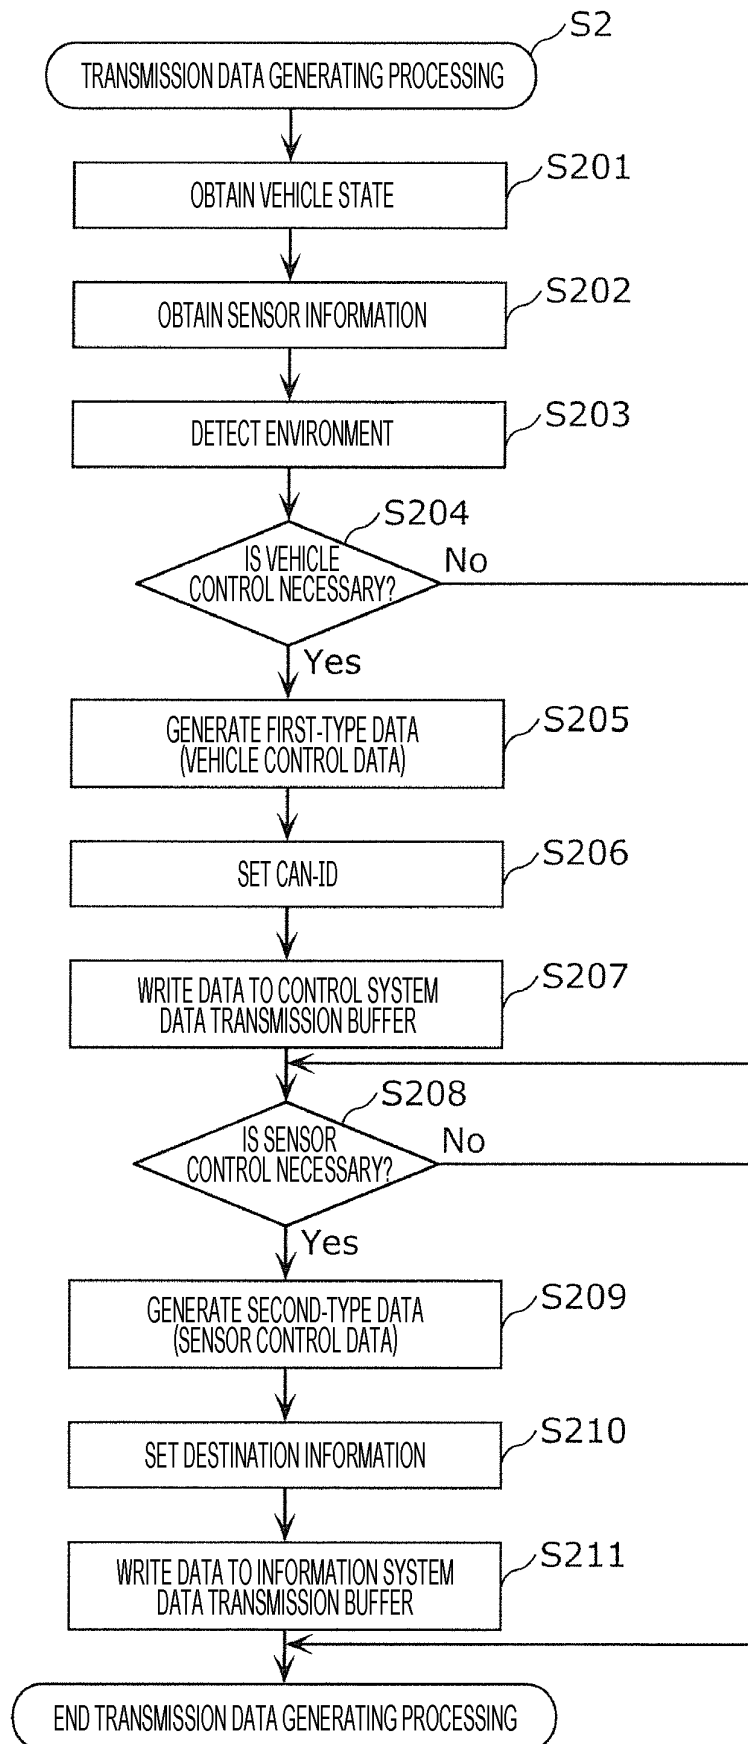 S2
TRANSMISSION DATA GENERATING PROCESSING
S201
OBTAIN VEHICLE STATE
S202
OBTAIN SENSOR INFORMATION
S203
DETECT ENVIRONMENT
S204
IS VEHICLE
CONTROL NECESSARY?
No
Yes
S205
GENERATE FIRST-TYPE DATA
(VEHICLE CONTROL DATA)
S206
SET CAN-ID
S207
WRITE DATA TO CONTROL SYSTEM
DATA TRANSMISSION BUFFER
S208
IS SENSOR
CONTROL NECESSARY?
No
Yes
S209
GENERATE SECOND-TYPE DATA
(SENSOR CONTROL DATA)
S210
SET DESTINATION INFORMATION
S211
WRITE DATA TO INFORMATION SYSTEM
DATA TRANSMISSION BUFFER
END TRANSMISSION DATA GENERATING PROCESSING